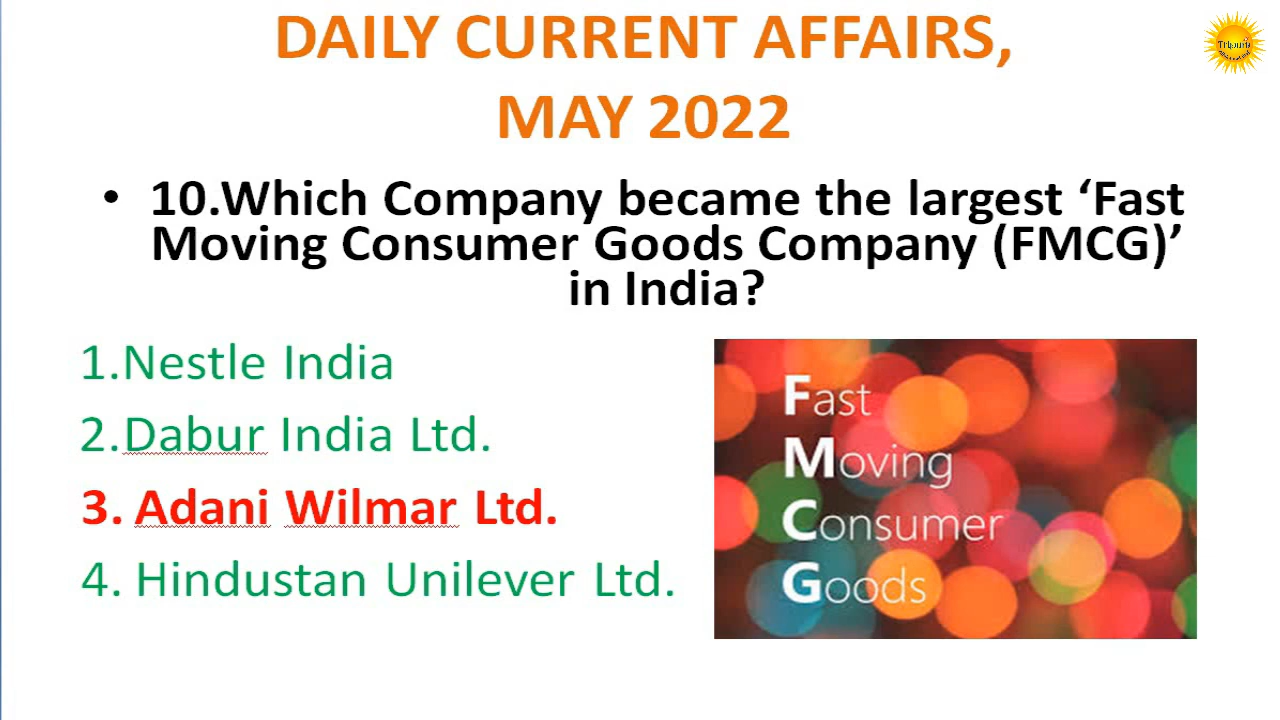 DAILY CURRENT AFFAIRS,
MAY 2022
• 10.Which Company became the largest ‘Fast
Moving Consumer Goods Company (FMCG)’
in India?
1.Nestle India
2.Dabur India Ltd.
3. Adani Wilmar Ltd.
4. Hindustan Unilever Ltd.
Fast
Moving
Consumer
Goods